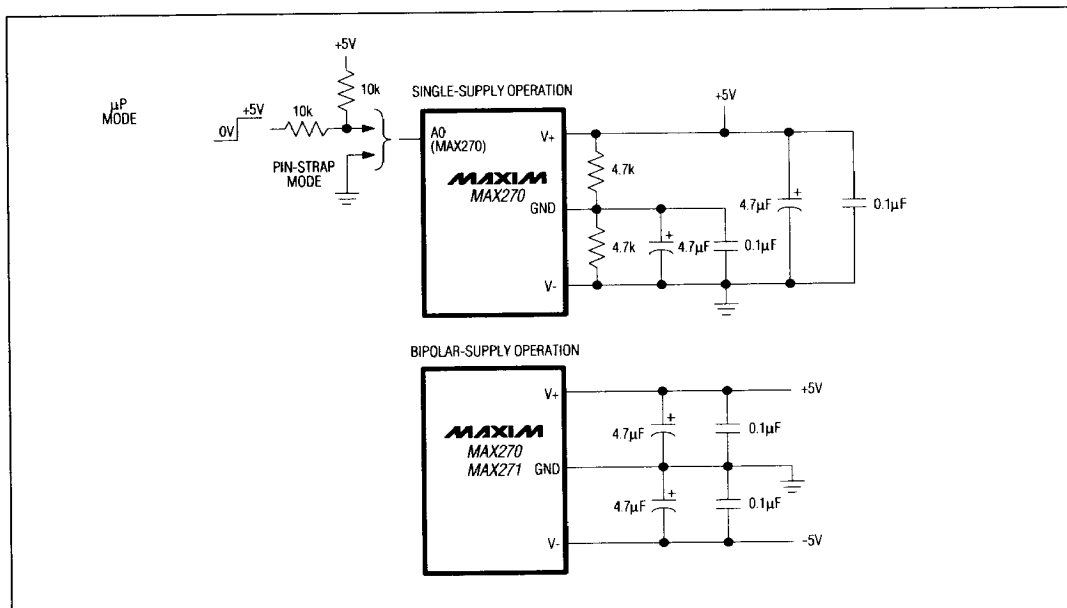 +5V
10k
SINGLE-SUPPLY OPERATION
+5V
µP
MODE
+5V
0V
10k
A0
(MAX270)
V+
PIN-STRAP
MODE
MAXIM
MAX270
4.7k
4.7µF
+
0.1µF
GND
4.7k
+
4.7µF
0.1µF
V-
BIPOLAR-SUPPLY OPERATION
V+
+5V
MAXIM
MAX270
MAX271
GND
+
4.7µF
0.1µF
+
4.7µF
0.1µF
V-
-5V